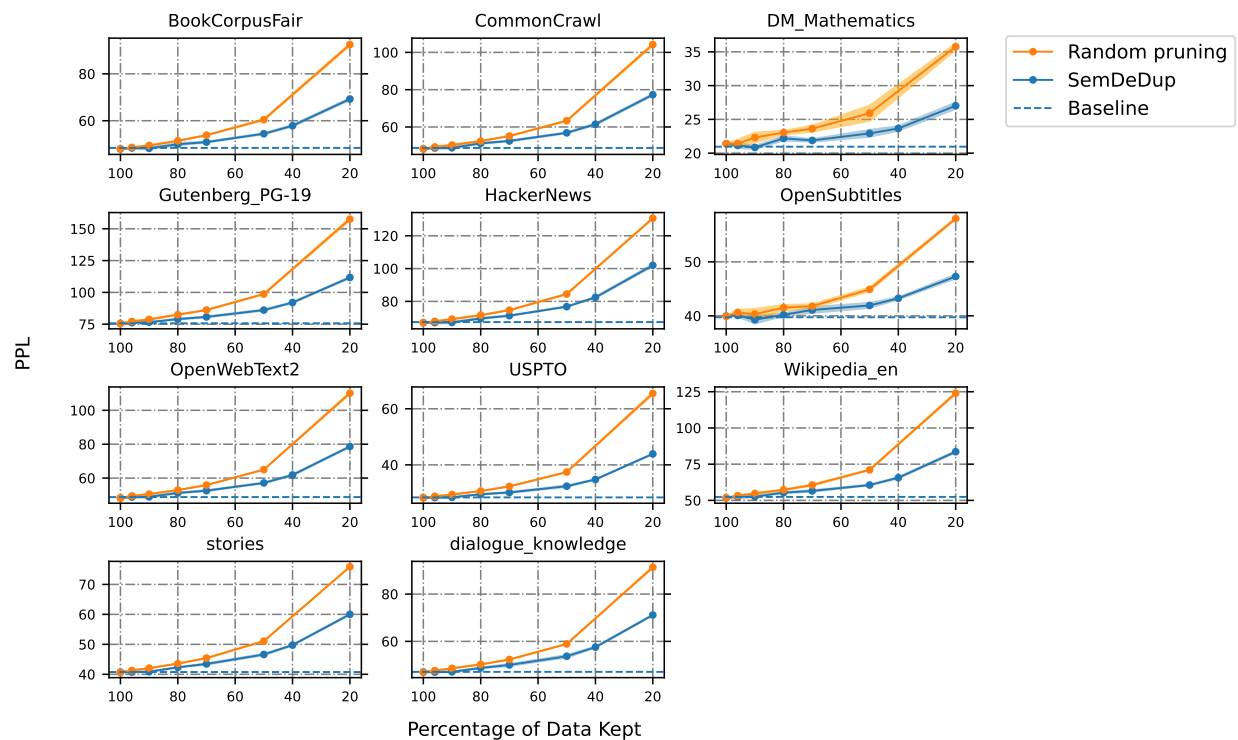 BookCorpusFair CommonCrawl DM_Mathematics
Random pruning
SemDeDup
Baseline
80
60
100 80 60 40 20
100
80
60
100 80 60 40 20
35
30
25
20
100 80 60 40 20
Gutenberg_PG-19 HackerNews OpenSubtitles
150
125
100
75
100 80 60 40 20
120
100
80
100 80 60 40 20
50
40
100 80 60 40 20
PPL
OpenWebText2 USPTO Wikipedia_en
100
80
60
100 80 60 40 20
60
40
100 80 60 40 20
125
100
75
50
100 80 60 40 20
stories dialogue_knowledge
70
60
50
40
100 80 60 40 20
80
60
100 80 60 40 20
Percentage of Data Kept